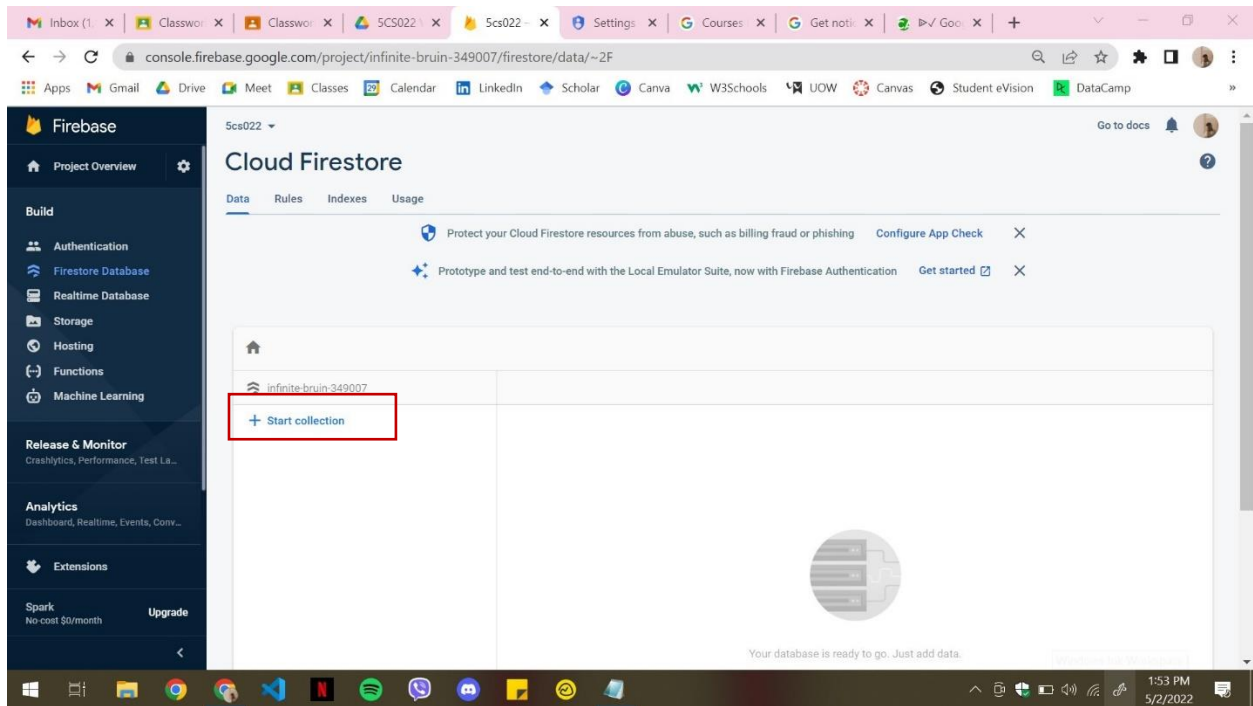 Inbox (1
Classwor
Classwor
5CS022
5cs022 –
Settings
Courses
Get notic
Goo
console.firebase.google.com/project/infinite-bruin-349007/firestore/data/~2F
Apps Gmail Drive Meet Classes Calendar LinkedIn Scholar Canva W3Schools UOW Canvas Student eVision DataCamp »
Firebase
5cs022
Go to docs
Project Overview
Cloud Firestore
Data Rules Indexes Usage
Build
Protect your Cloud Firestore resources from abuse, such as billing fraud or phishing Configure App Check
Authentication
Firestore Database
Prototype and test end-to-end with the Local Emulator Suite, now with Firebase Authentication Get started
Realtime Database
Storage
Hosting
Functions
infinite-bruin-349007
Machine Learning
+ Start collection
Release & Monitor
Crashlytics, Performance, Test La...
Analytics
Dashboard, Realtime, Events, Conv...
Extensions
Spark
No-cost $0/month
Upgrade
Your database is ready to go. Just add data.
1:53 PM
5/2/2022